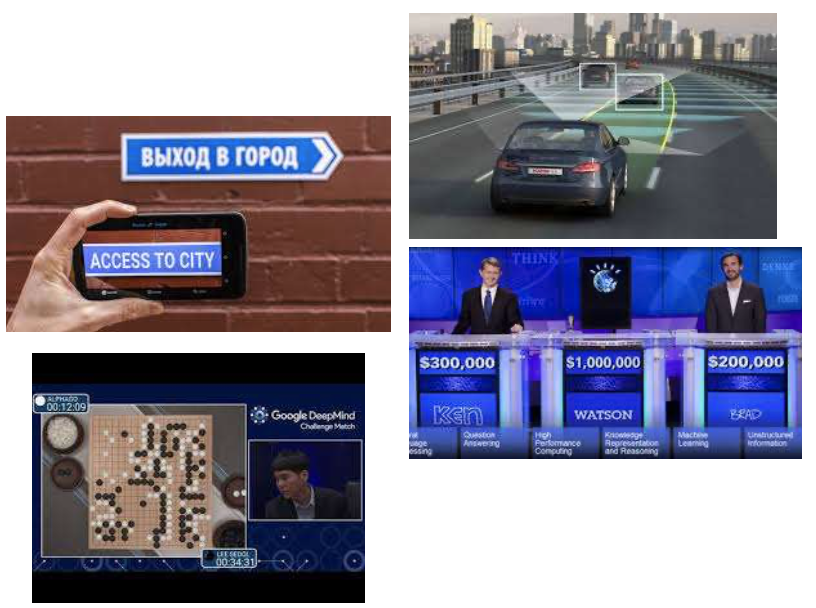 ВЫХОД В ГОРОД
ACCESS TO CITY
THINK
$300,000
$1,000,000
$200,000
Ken
WATSON
BRAD
Question
Answering
High
Performance
Computing
Knowledge
Representation
and Reasoning
Machine
Learning
Unstructured
Information
ALPHAGO
00:12:09
Google DeepMind
Challenge Match
LEE SEDOL
00:34:31